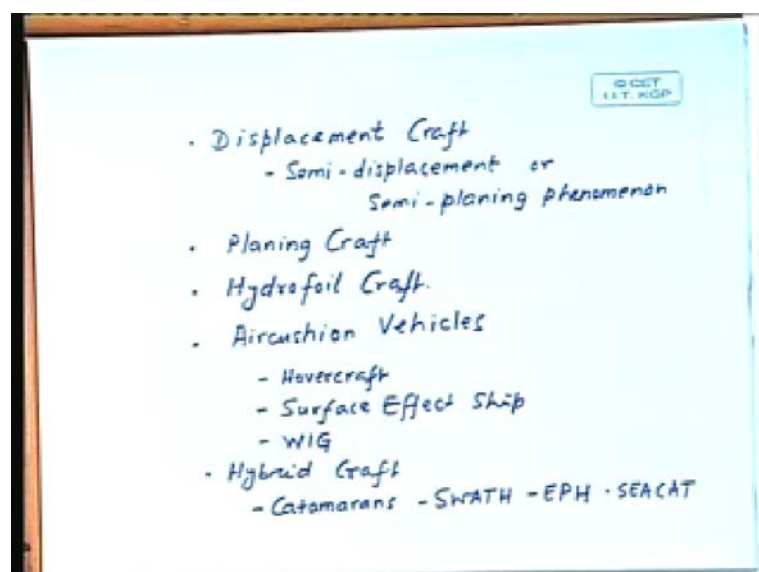 © CET
I.I.T. KGP
· Displacement Craft
- Semi-displacement or
Semi-planing phenomenon
· Planing Craft
· Hydrofoil Craft.
· Aircushion Vehicles
- Hovercraft
- Surface Effect Ship
- WIG
· Hybrid Craft
- Catamarans - SWATH - EPH · SEACAT